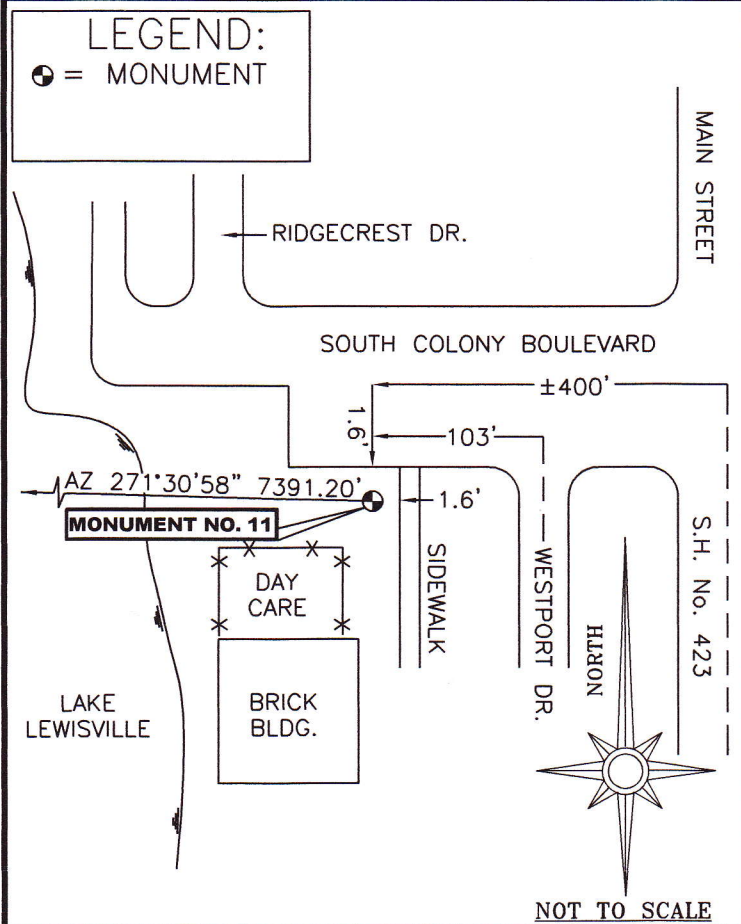 LEGEND:
= MONUMENT
MAIN STREET
RIDGECREST DR.
SOUTH COLONY BOULEVARD
±400'
1.6'
103'
AZ 271°30'58" 7391.20'
1.6'
MONUMENT NO. 11
DAY
CARE
SIDEWALK
WESTPORT DR.
S.H. No. 423
NORTH
LAKE
LEWISVILLE
BRICK
BLDG.
NOT TO SCALE